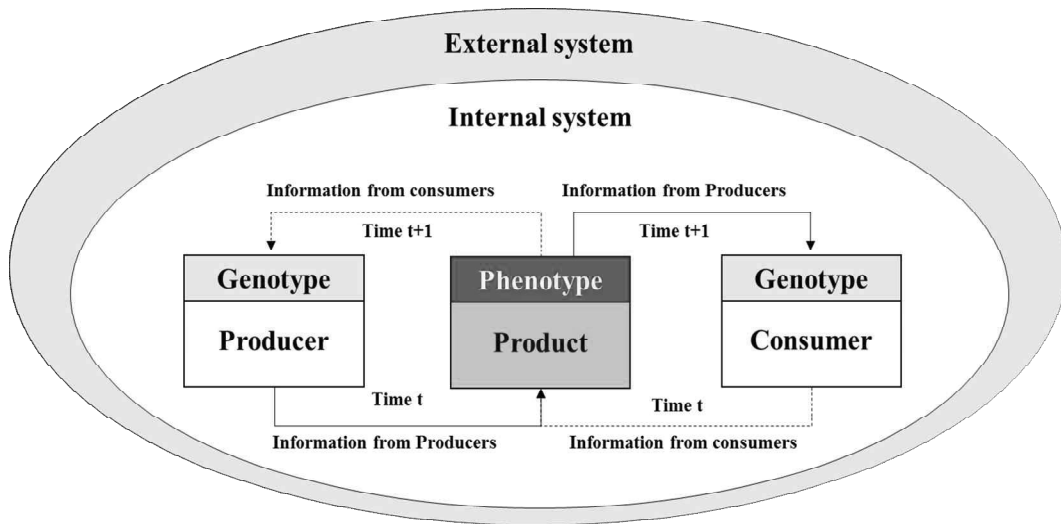 External system
Internal system
Information from consumers
Information from Producers
Time t+1
Time t+1
Genotype
Phenotype
Genotype
Producer
Product
Consumer
Time t
Time t
Information from Producers
Information from consumers